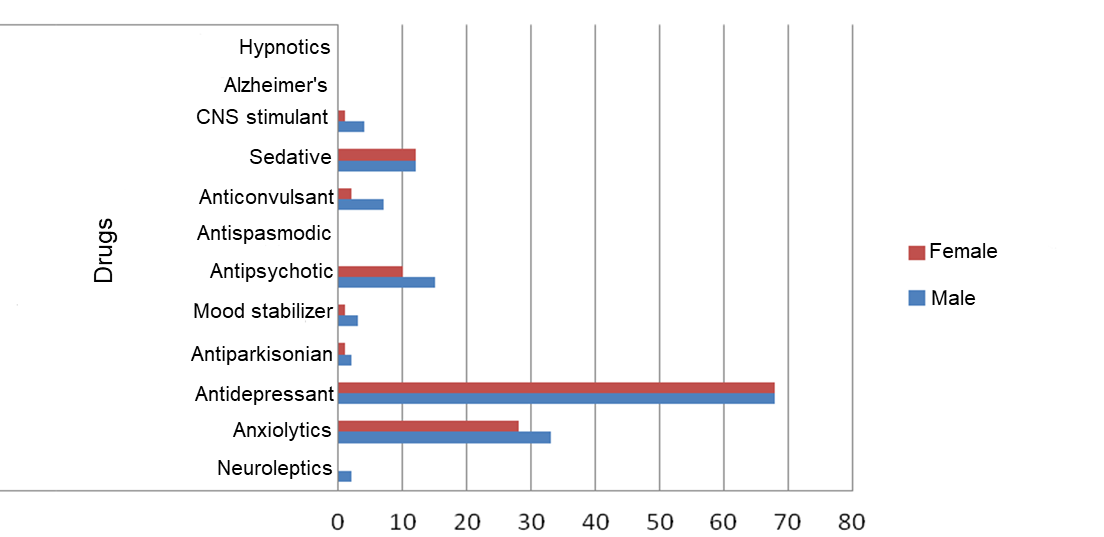 Hypnotics
Alzheimer's
CNS stimulant
Sedative
Anticonvulsant
Antispasmodic
Antipsychotic
Mood stabilizer
Antiparkisonian
Antidepressant
Anxiolytics
Neuroleptics
Drugs
0 10 20 30 40 50 60 70 80
Female
Male